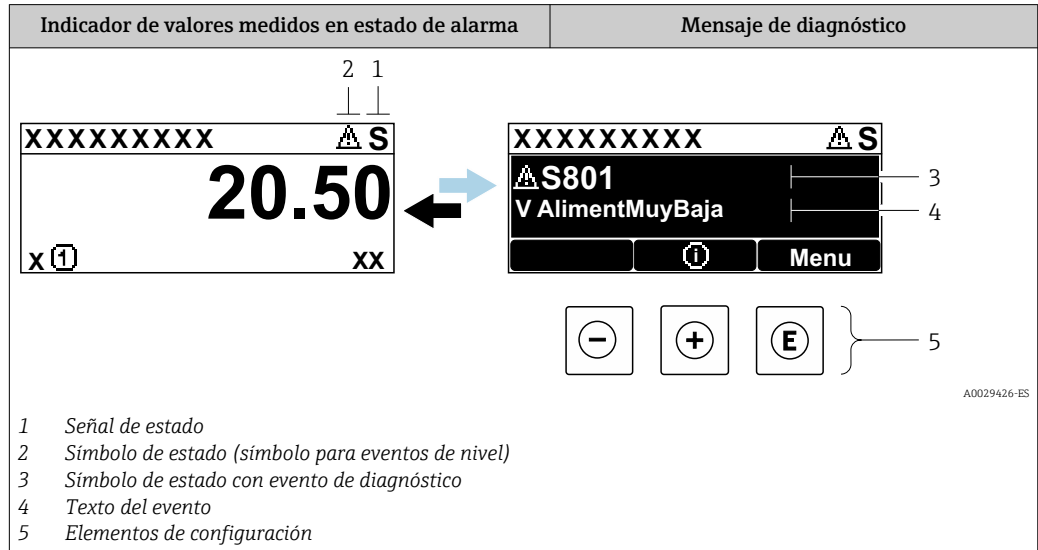 Indicador de valores medidos en estado de alarma
Mensaje de diagnóstico
2 1
XXXXXXXXX ⚠ S
20.50
X 1 XX
XXXXXXXXX ⚠ S
⚠S801
3
V AlimentMuyBaja
4
i Menu
− + E
5
A0029426-ES
1 Señal de estado
2 Símbolo de estado (símbolo para eventos de nivel)
3 Símbolo de estado con evento de diagnóstico
4 Texto del evento
5 Elementos de configuración